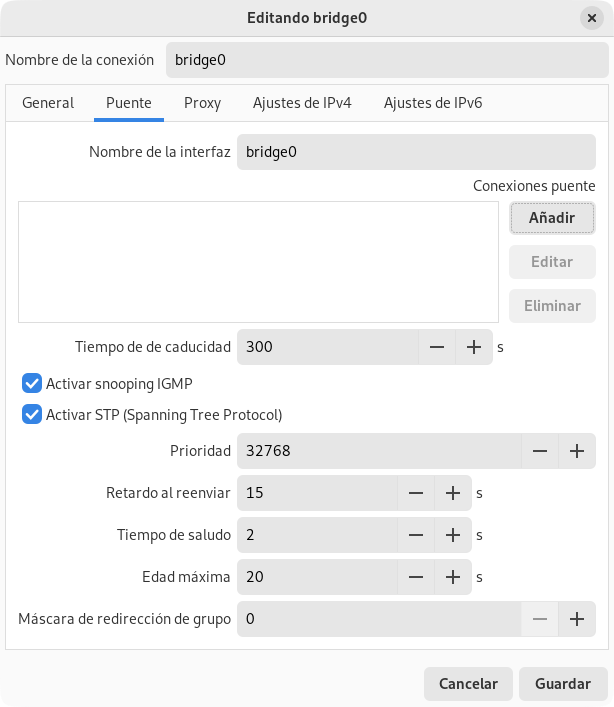 Editando bridge0
Nombre de la conexión bridge0
General Puente Proxy Ajustes de IPv4 Ajustes de IPv6
Nombre de la interfaz bridge0
Conexiones puente
Añadir
Editar
Eliminar
Tiempo de de caducidad 300 s
Activar snooping IGMP
Activar STP (Spanning Tree Protocol)
Prioridad 32768
Retardo al reenviar 15 s
Tiempo de saludo 2 s
Edad máxima 20 s
Máscara de redirección de grupo 0
Cancelar Guardar